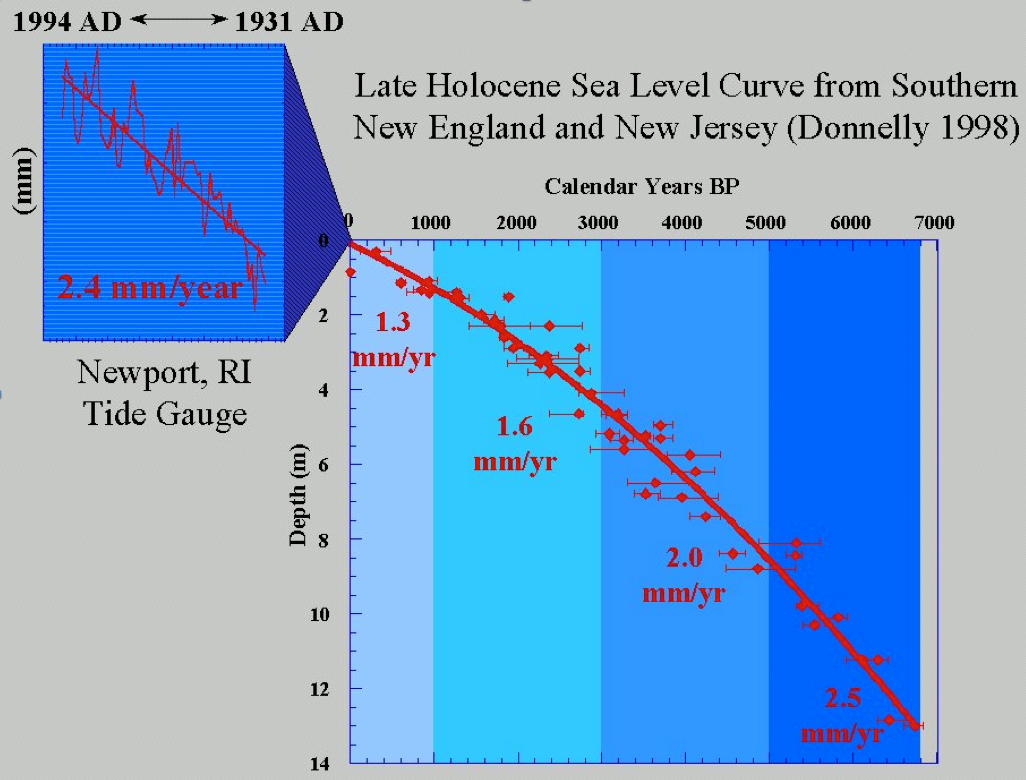 1994 AD ⟷ 1931 AD
(mm)
2.4 mm/year
Newport, RI
Tide Gauge
Late Holocene Sea Level Curve from Southern
New England and New Jersey (Donnelly 1998)
Calendar Years BP
0 1000 2000 3000 4000 5000 6000 7000
Depth (m)
0
2
4
6
8
10
12
14
1.3
mm/yr
1.6
mm/yr
2.0
mm/yr
2.5
mm/yr